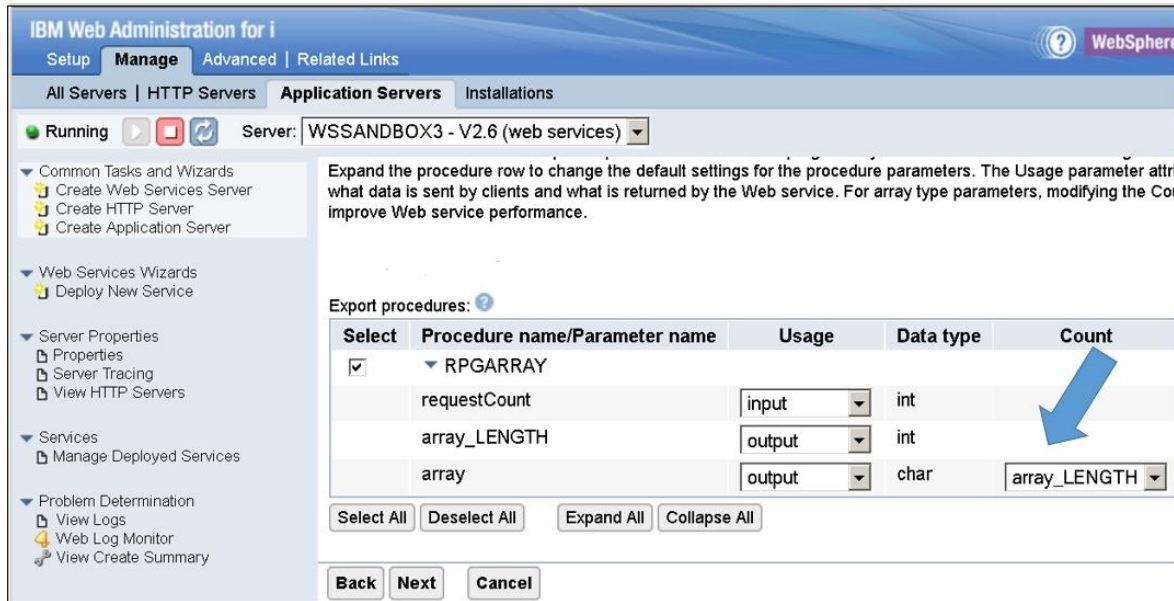 IBM Web Administration for i
Setup Manage Advanced | Related Links
? WebSphere
All Servers | HTTP Servers Application Servers Installations
Running Server: WSSANDBOX3 - V2.6 (web services)
Common Tasks and Wizards
Create Web Services Server
Create HTTP Server
Create Application Server
Web Services Wizards
Deploy New Service
Server Properties
Properties
Server Tracing
View HTTP Servers
Services
Manage Deployed Services
Problem Determination
View Logs
Web Log Monitor
View Create Summary
Expand the procedure row to change the default settings for the procedure parameters. The Usage parameter attri
what data is sent by clients and what is returned by the Web service. For array type parameters, modifying the Cou
improve Web service performance.
Export procedures: ?
Select Procedure name/Parameter name Usage Data type Count
RPGARRAY
requestCount input int
array_LENGTH output int
array output char array_LENGTH
Select All Deselect All Expand All Collapse All
Back Next Cancel